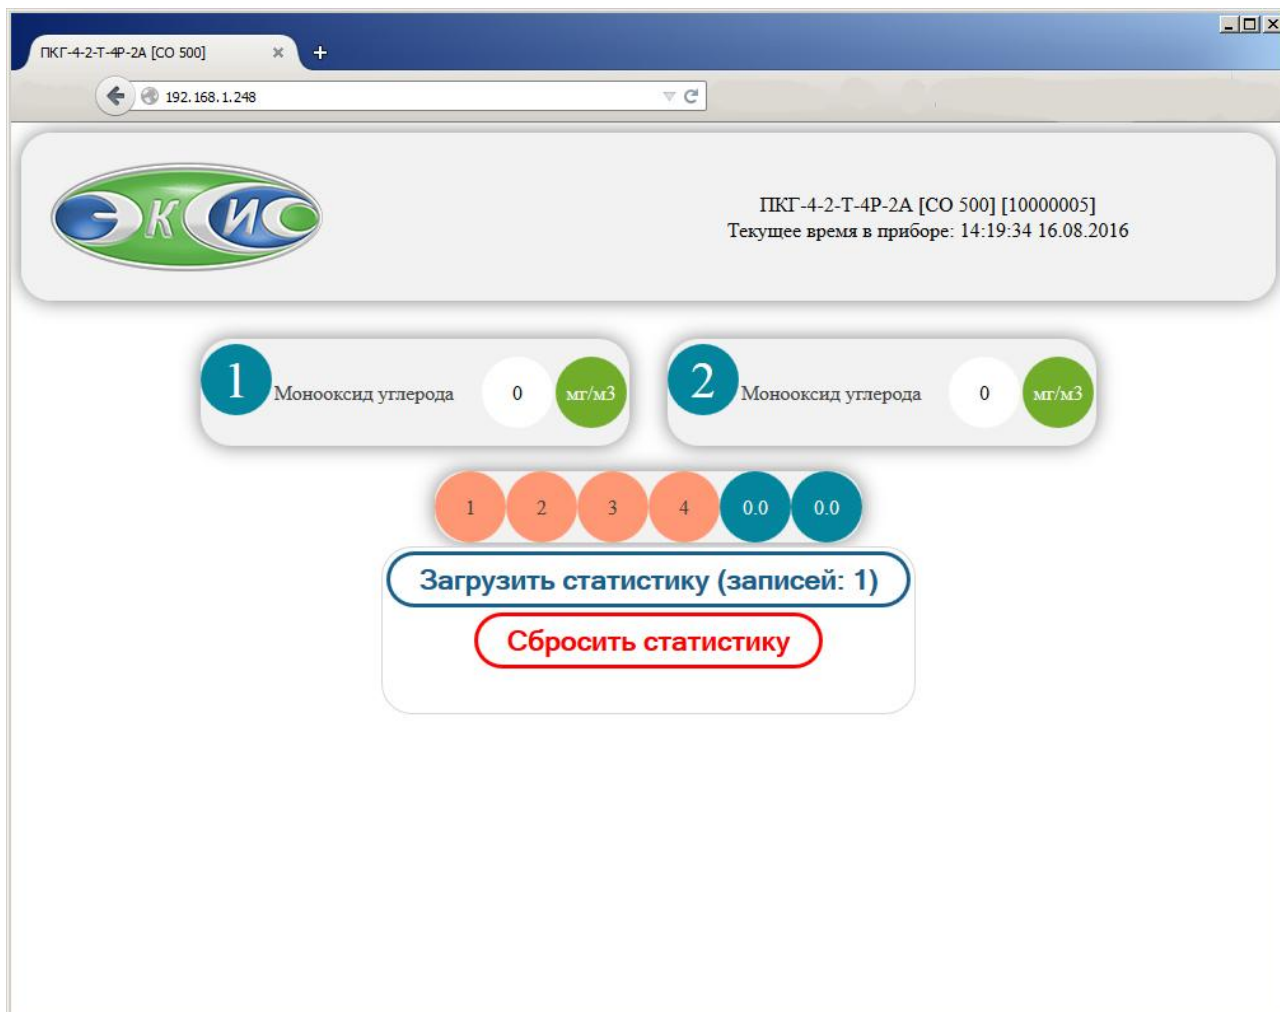 ПКГ-4-2-Т-4Р-2А [СО 500]
192.168.1.248
ЭКСИС
ПКГ-4-2-Т-4Р-2А [CO 500] [10000005]
Текущее время в приборе: 14:19:34 16.08.2016
1 Монооксид углерода 0 мг/м3
2 Монооксид углерода 0 мг/м3
1 2 3 4 0.0 0.0
Загрузить статистику (записей: 1)
Сбросить статистику